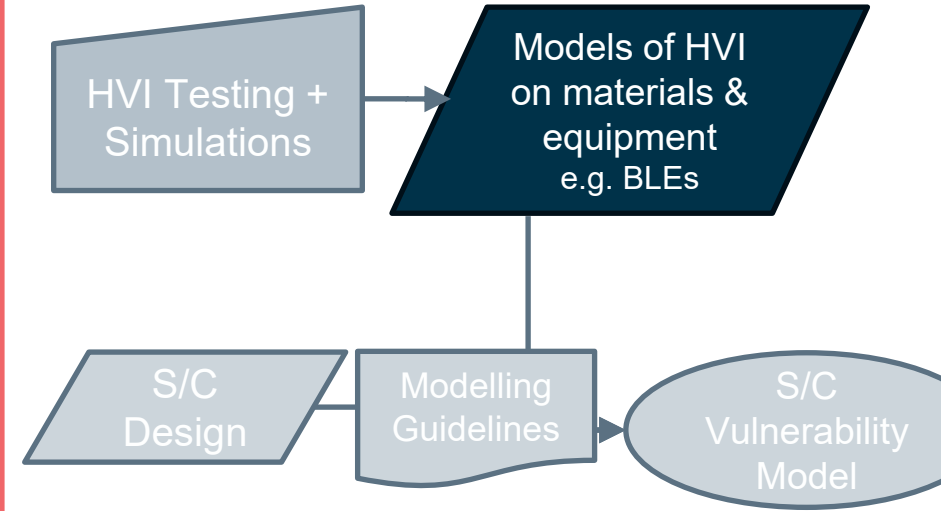 HVI Testing +
Simulations
Models of HVI
on materials &
equipment
e.g. BLEs
S/C
Design
Modelling
Guidelines
S/C
Vulnerability
Model